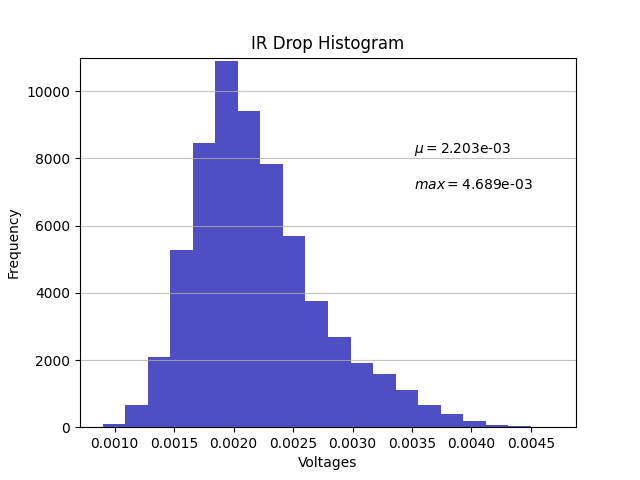 IR Drop Histogram
10000
8000
6000
4000
2000
0
Frequency
μ = 2.203e-03
max = 4.689e-03
0.0010 0.0015 0.0020 0.0025 0.0030 0.0035 0.0040 0.0045
Voltages